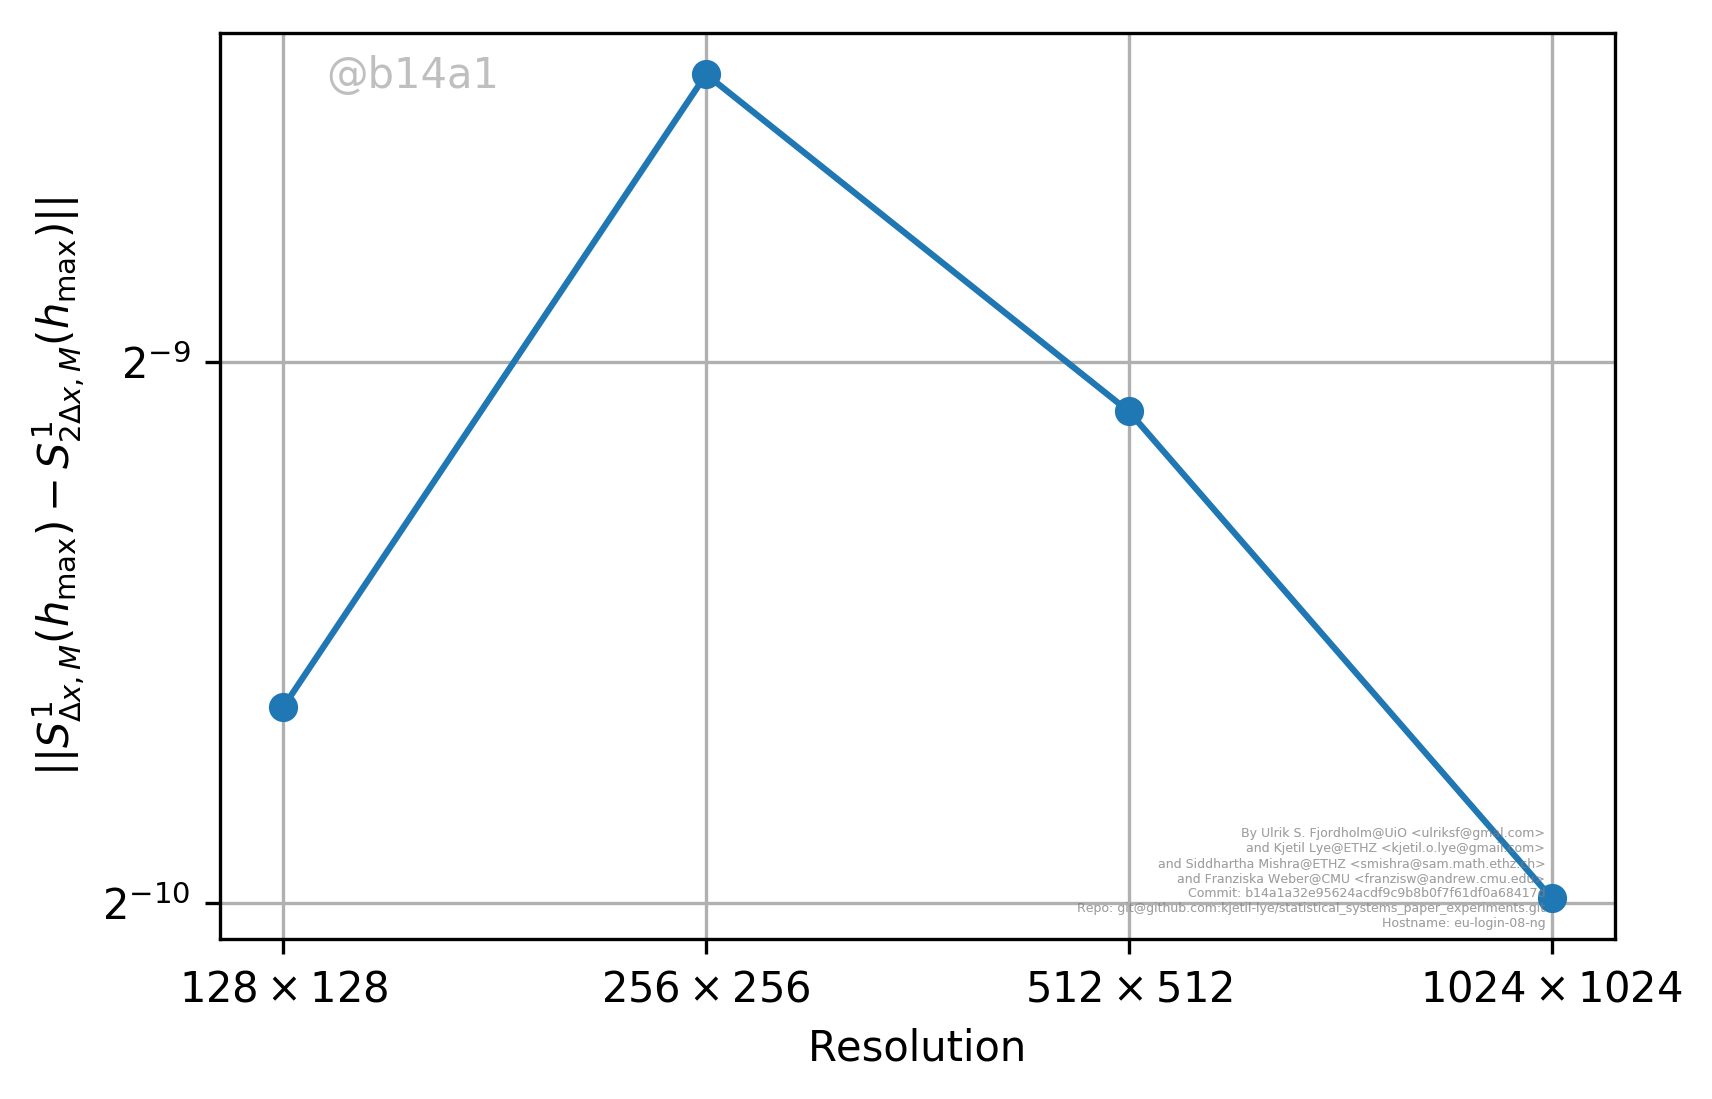 @b14a1
||S^1_{Δx,M}(h_max) − S^1_{2Δx,M}(h_max)||
2^−9
2^−10
By Ulrik S. Fjordholm@UiO <ulriksf@gmail.com>
and Kjetil Lye@ETHZ <kjetil.o.lye@gmail.com>
and Siddhartha Mishra@ETHZ <smishra@sam.math.ethz.ch>
and Franziska Weber@CMU <franzisw@andrew.cmu.edu>
Commit:
Repo: git@github.com:kjetil-lye/statistical_systems_paper_experiments.git
Hostname: eu-login-08-ng
128 × 128
256 × 256
512 × 512
1024 × 1024
Resolution